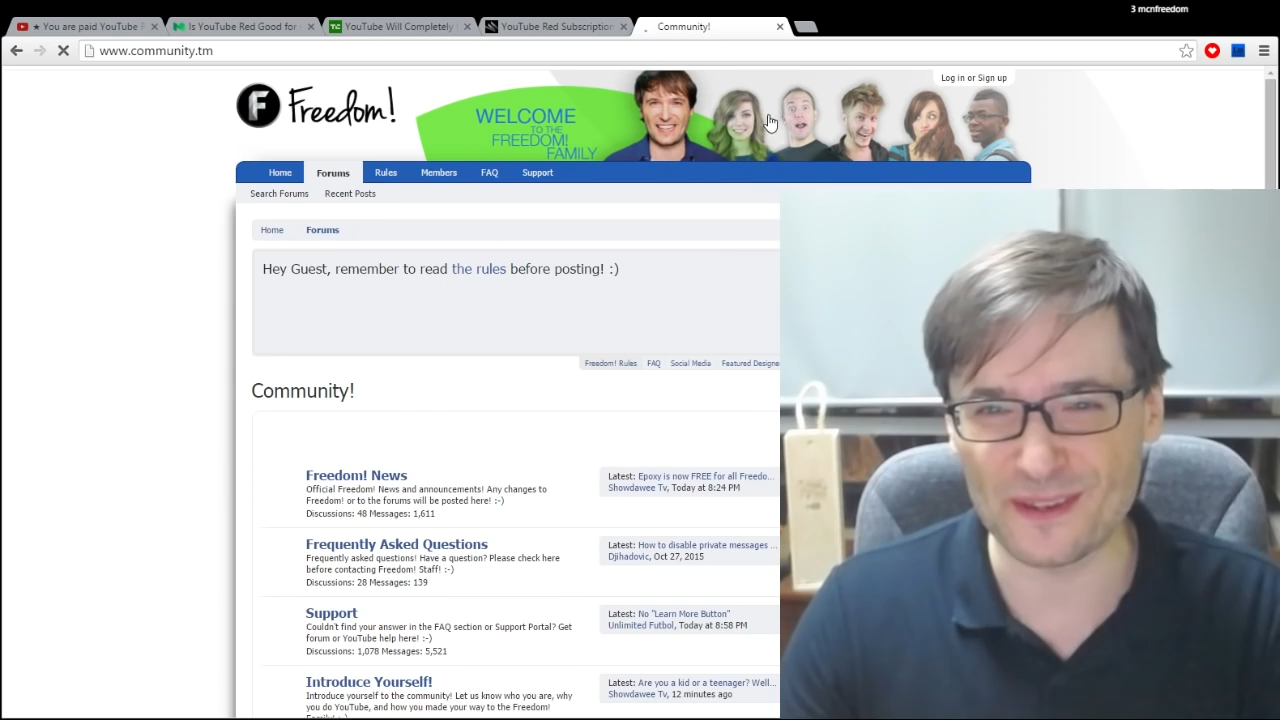 3 mcnfreedom
★ You are paid YouTube R
Is YouTube Red Good for
YouTube Will Completely
YouTube Red Subscription
Community!
www.community.tm
Log in or Sign up
F Freedom!
WELCOME
TO THE
FREEDOM!
FAMILY
Home Forums Rules Members FAQ Support
Search Forums Recent Posts
Home Forums
Hey Guest, remember to read the rules before posting! :)
Freedom! Rules FAQ Social Media Featured Designe
Community!
Freedom! News
Official Freedom! News and announcements! Any changes to
Freedom! or to the forums will be posted here! :-)
Discussions: 48 Messages: 1,611
Latest: Epoxy is now FREE for all Freedo...
Showdawee Tv, Today at 8:24 PM
Frequently Asked Questions
Frequently asked questions! Have a question? Please check here
before contacting Freedom! Staff! :-)
Discussions: 28 Messages: 139
Latest: How to disable private messages ...
Djihadovic, Oct 27, 2015
Support
Couldn't find your answer in the FAQ section or Support Portal? Get
forum or YouTube help here! :-)
Discussions: 1,078 Messages: 5,521
Latest: No "Learn More Button"
Unlimited Futbol, Today at 8:58 PM
Introduce Yourself!
Introduce yourself to the community! Let us know who you are, why
you do YouTube, and how you made your way to the Freedom!
Latest: Are you a kid or a teenager? Well...
Showdawee Tv, 12 minutes ago